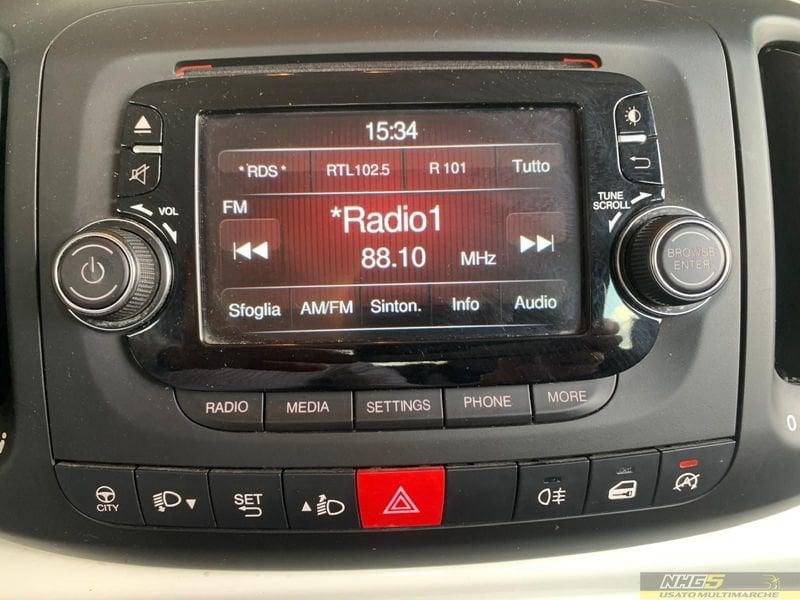 15:34
*RDS* RTL102.5 R 101 Tutto
VOL
TUNE
SCROLL
FM
*Radio1
88.10 MHz
BROWSE
ENTER
Sfoglia AM/FM Sinton. Info Audio
RADIO MEDIA SETTINGS PHONE MORE
CITY
SET
0
NHG5
USATO MULTIMARCHE